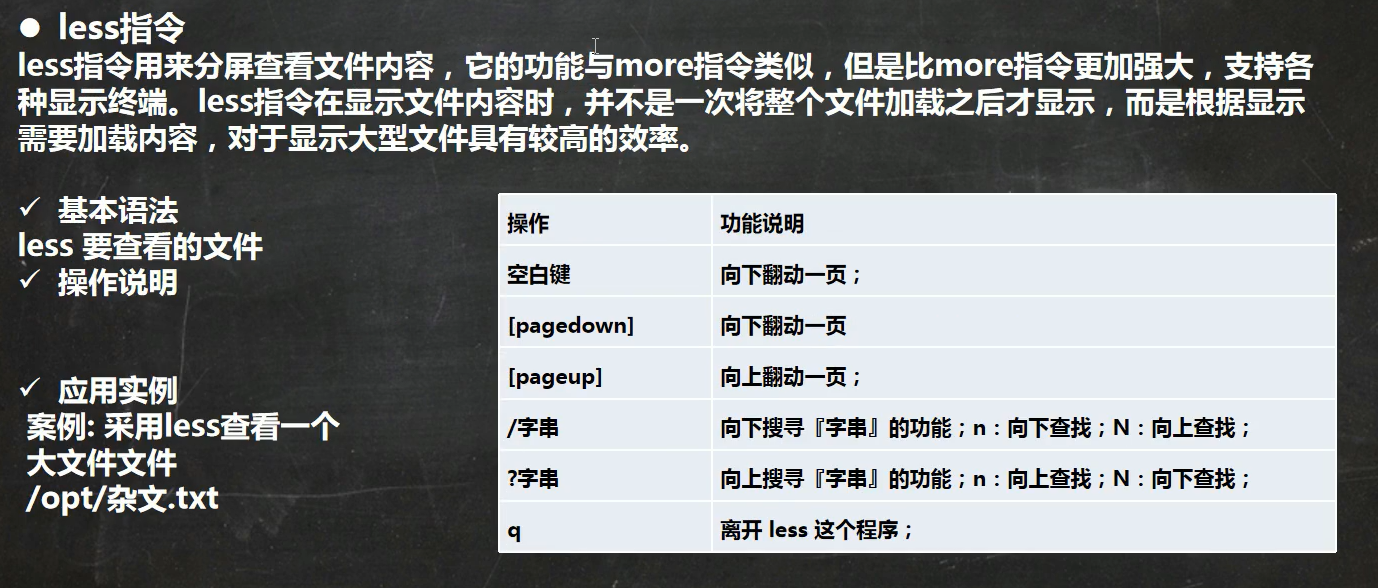 ● less指令
less指令用来分屏查看文件内容，它的功能与more指令类似，但是比more指令更加强大，支持各
种显示终端。less指令在显示文件内容时，并不是一次将整个文件加载之后才显示，而是根据显示
需要加载内容，对于显示大型文件具有较高的效率。
✓ 基本语法
less 要查看的文件
✓ 操作说明
✓ 应用实例
案例: 采用less查看一个
大文件文件
/opt/杂文.txt
操作 功能说明
空白键 向下翻动一页；
[pagedown] 向下翻动一页
[pageup] 向上翻动一页；
/字串 向下搜寻『字串』的功能；n：向下查找；N：向上查找；
?字串 向上搜寻『字串』的功能；n：向上查找；N：向下查找；
q 离开 less 这个程序；